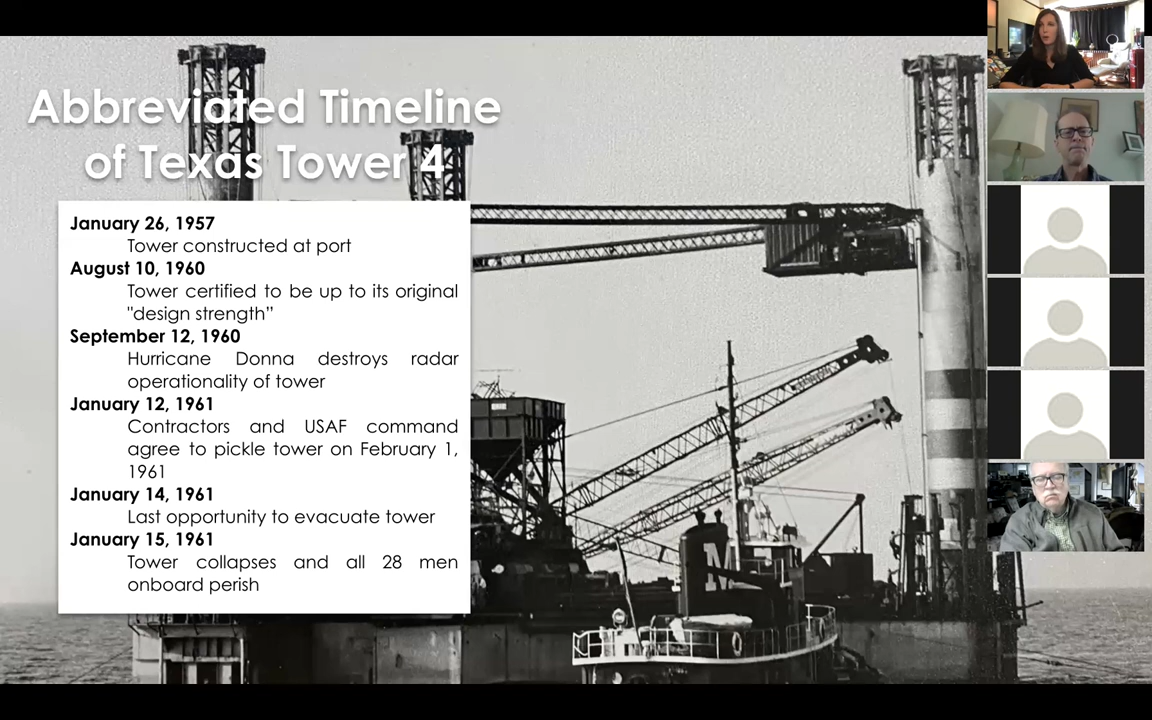 Abbreviated Timeline
of Texas Tower 4
January 26, 1957
Tower constructed at port
August 10, 1960
Tower certified to be up to its original
"design strength”
September 12, 1960
Hurricane Donna destroys radar
operationality of tower
January 12, 1961
Contractors and USAF command
agree to pickle tower on February 1,
1961
January 14, 1961
Last opportunity to evacuate tower
January 15, 1961
Tower collapses and all 28 men
onboard perish
M